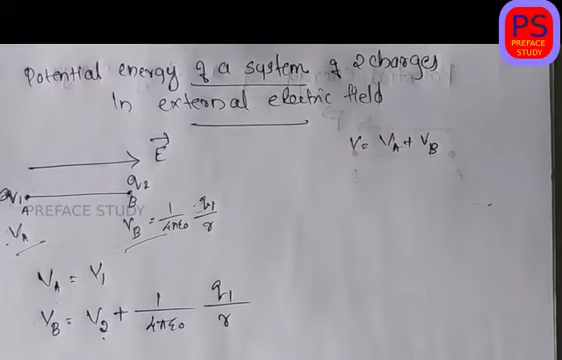 PS
PREFACE
STUDY
Potential energy of a system of 2 charges
In external electric field
E
V = VA + VB
q1 q2
A B
PREFACE STUDY
VA
VB = 1/4πε0 q1/r
VA = V1
VB = V2 + 1/4πε0 q1/r